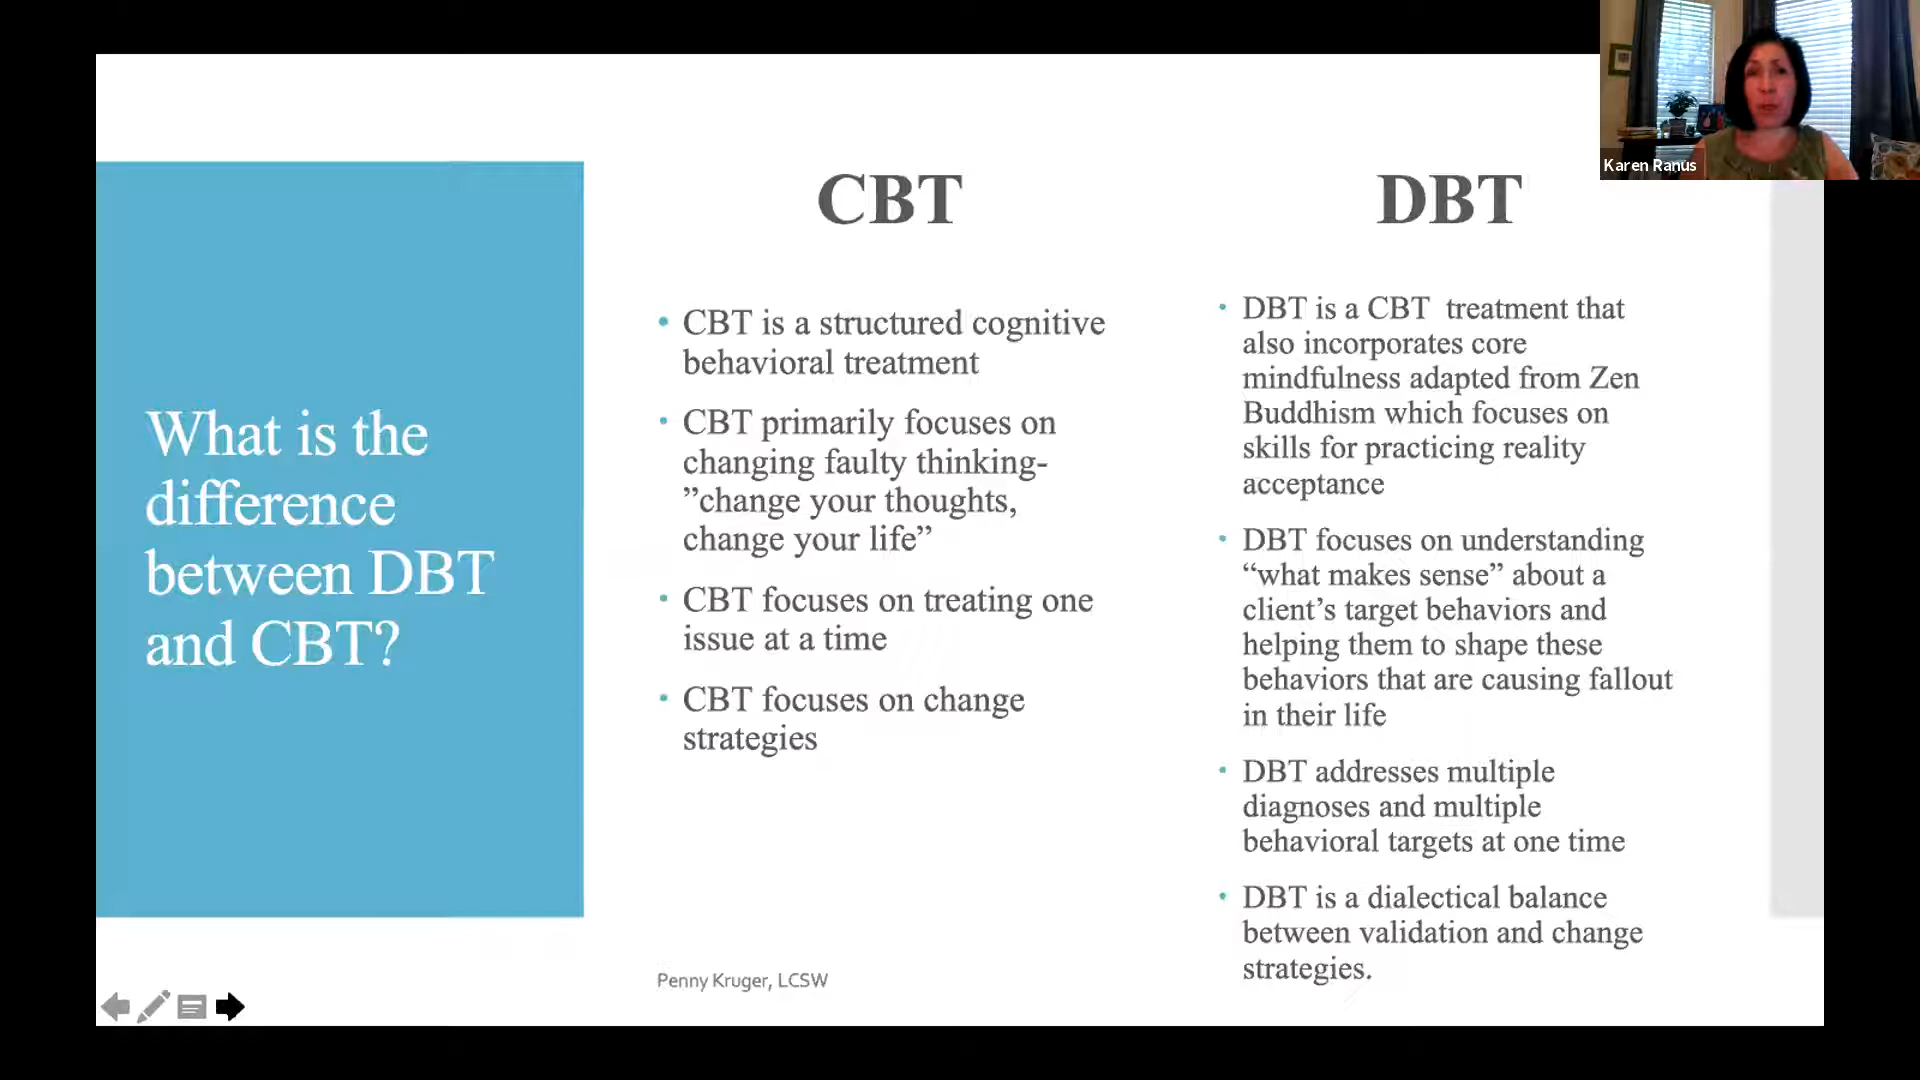 Karen Ranus
What is the
difference
between DBT
and CBT?
CBT
• CBT is a structured cognitive
behavioral treatment
• CBT primarily focuses on
changing faulty thinking-
”change your thoughts,
change your life”
• CBT focuses on treating one
issue at a time
• CBT focuses on change
strategies
DBT
• DBT is a CBT  treatment that
also incorporates core
mindfulness adapted from Zen
Buddhism which focuses on
skills for practicing reality
acceptance
• DBT focuses on understanding
“what makes sense” about a
client’s target behaviors and
helping them to shape these
behaviors that are causing fallout
in their life
• DBT addresses multiple
diagnoses and multiple
behavioral targets at one time
• DBT is a dialectical balance
between validation and change
strategies.
Penny Kruger, LCSW